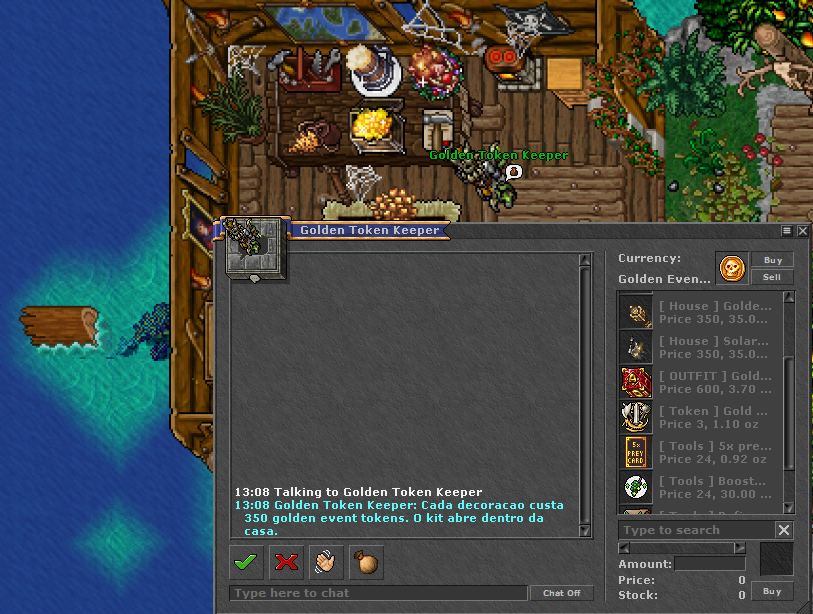 Golden Token Keeper
Golden Token Keeper
Currency:
Golden Even...
Buy
Sell
[ House ] Golde...
Price 350, 35.0...
[ House ] Solar...
Price 350, 35.0...
[ OUTFIT ] Gold...
Price 600, 3.70 ...
[ Token ] Gold ...
Price 3, 1.10 oz
5x
PREY
CARD
[ Tools ] 5x pre...
Price 24, 0.92 oz
[ Tools ] Boost...
Price 24, 30.00 ...
13:08 Talking to Golden Token Keeper
13:08 Golden Token Keeper: Cada decoracao custa
350 golden event tokens. O kit abre dentro da
casa.
Type to search
Amount:
Price: 0
Stock: 0
Buy
Type here to chat
Chat Off